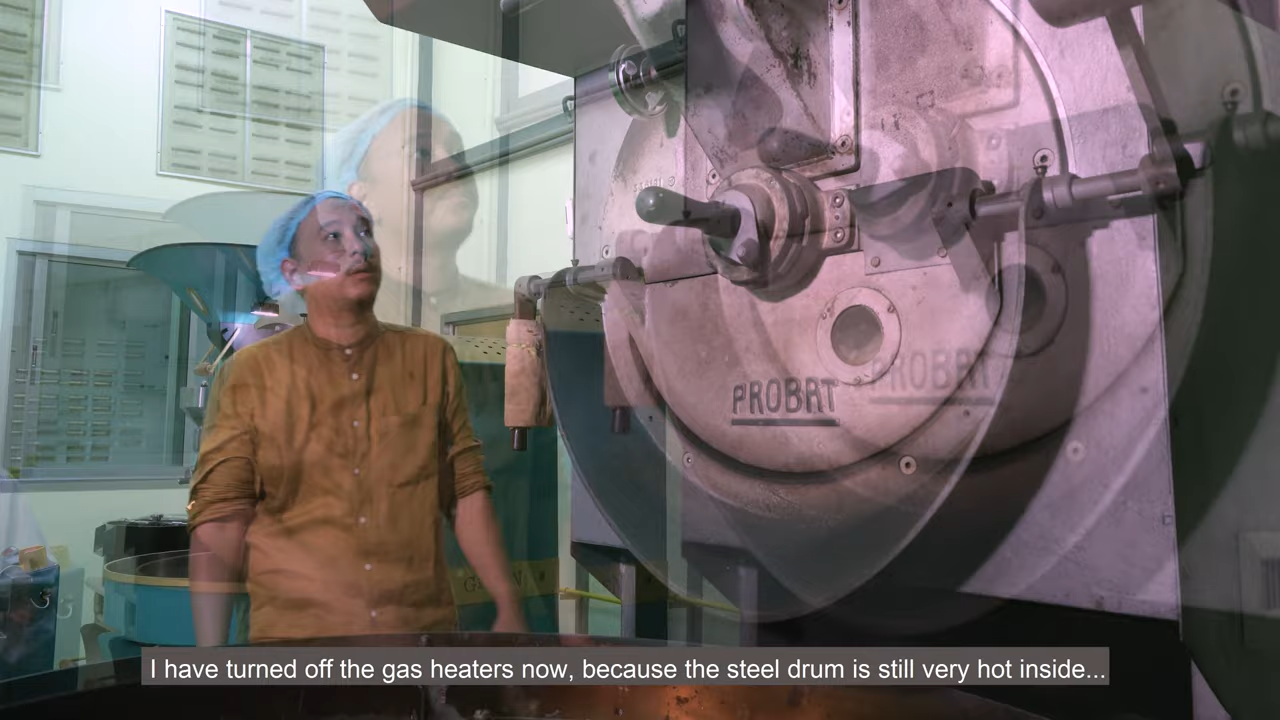 PROBAT
PROBAT
I have turned off the gas heaters now, because the steel drum is still very hot inside...